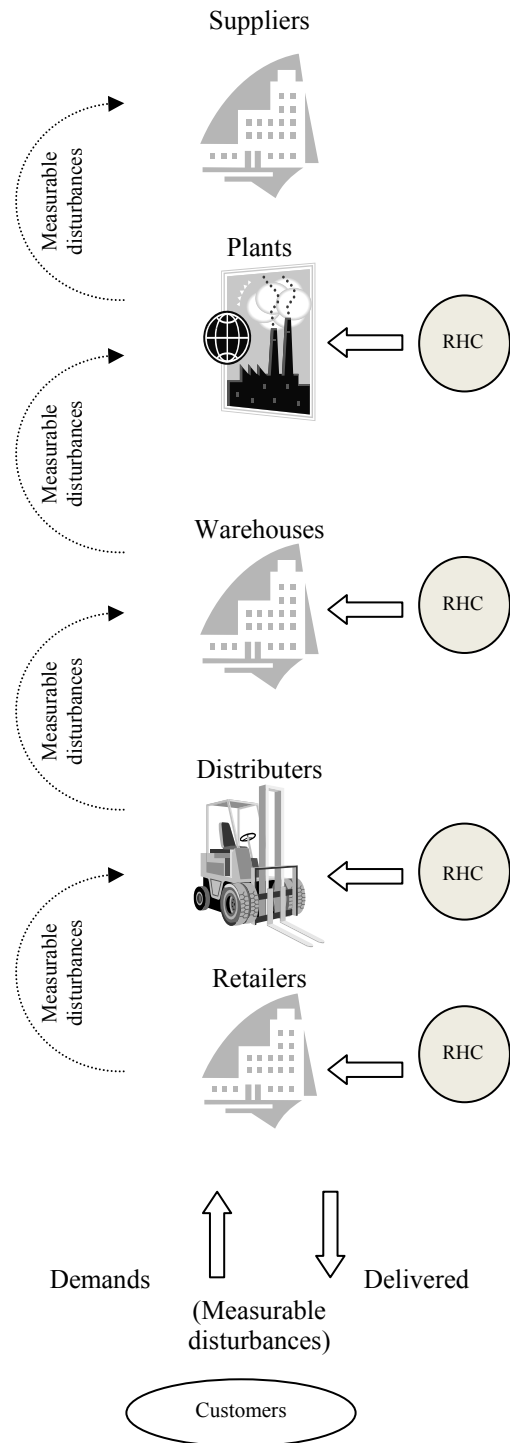 Suppliers
Measurable
disturbances
Plants
RHC
Measurable
disturbances
Warehouses
RHC
Measurable
disturbances
Distributers
RHC
Measurable
disturbances
Retailers
RHC
Demands
Delivered
(Measurable
disturbances)
Customers